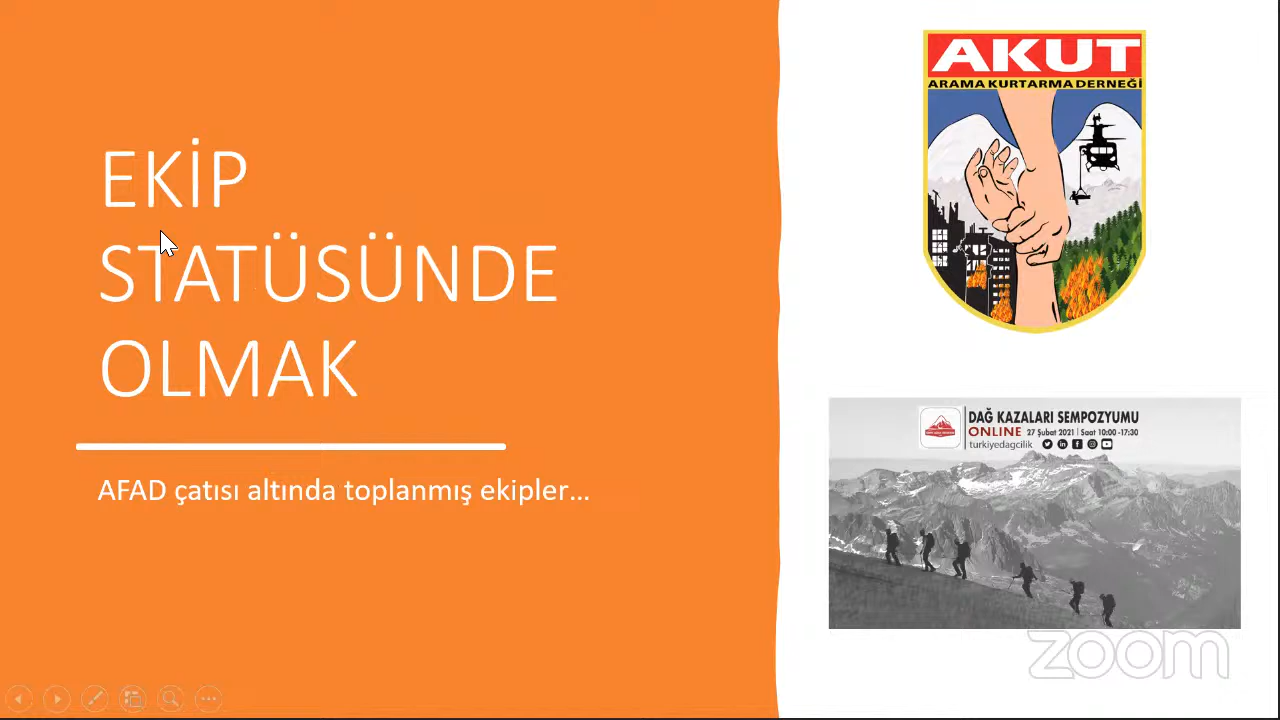 EKİP
STATÜSÜNDE
OLMAK
AFAD çatısı altında toplanmış ekipler...
AKUT
ARAMA KURTARMA DERNEĞİ
DAĞ KAZALARI SEMPOZYUMU
ONLINE 27 Şubat 2021 | Saat 10:00 -17:30
turkiyedagcilik
zoom